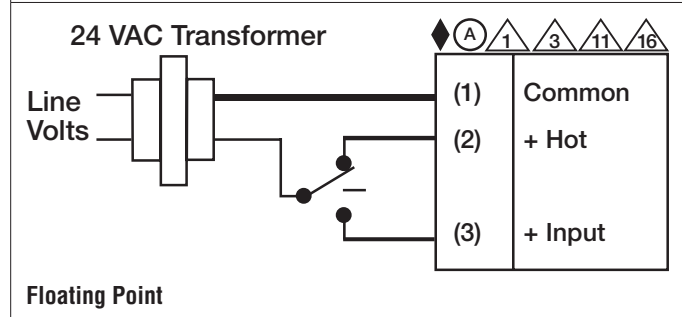 24 VAC Transformer
A 1 3 11 16
Line
Volts
(1) Common
(2) + Hot
(3) + Input
Floating Point